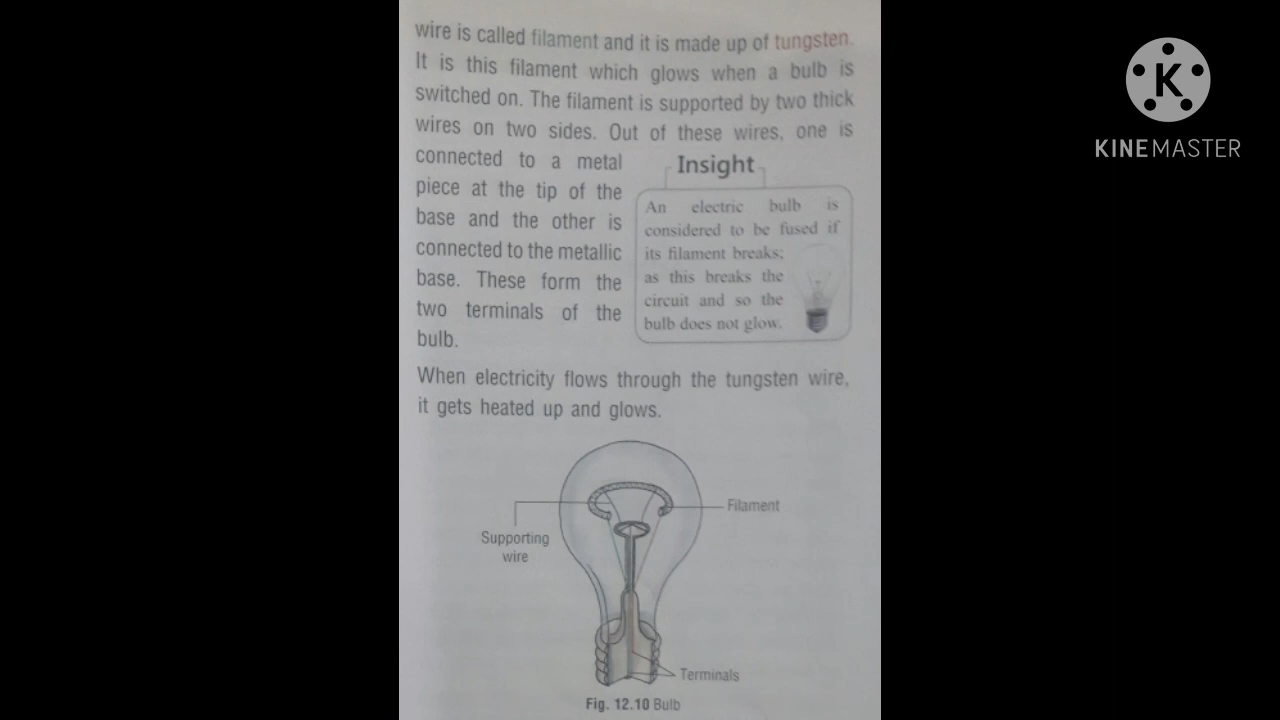 wire is called filament and it is made up of tungsten.
It is this filament which glows when a bulb is
switched on. The filament is supported by two thick
wires on two sides. Out of these wires, one is
connected to a metal
piece at the tip of the
base and the other is
connected to the metallic
base. These form the
two terminals of the
bulb.
Insight
An electric bulb is
considered to be fused if
its filament breaks;
as this breaks the
circuit and so the
bulb does not glow.
When electricity flows through the tungsten wire,
it gets heated up and glows.
Filament
Supporting
wire
Terminals
Fig. 12.10 Bulb
K
KINEMASTER